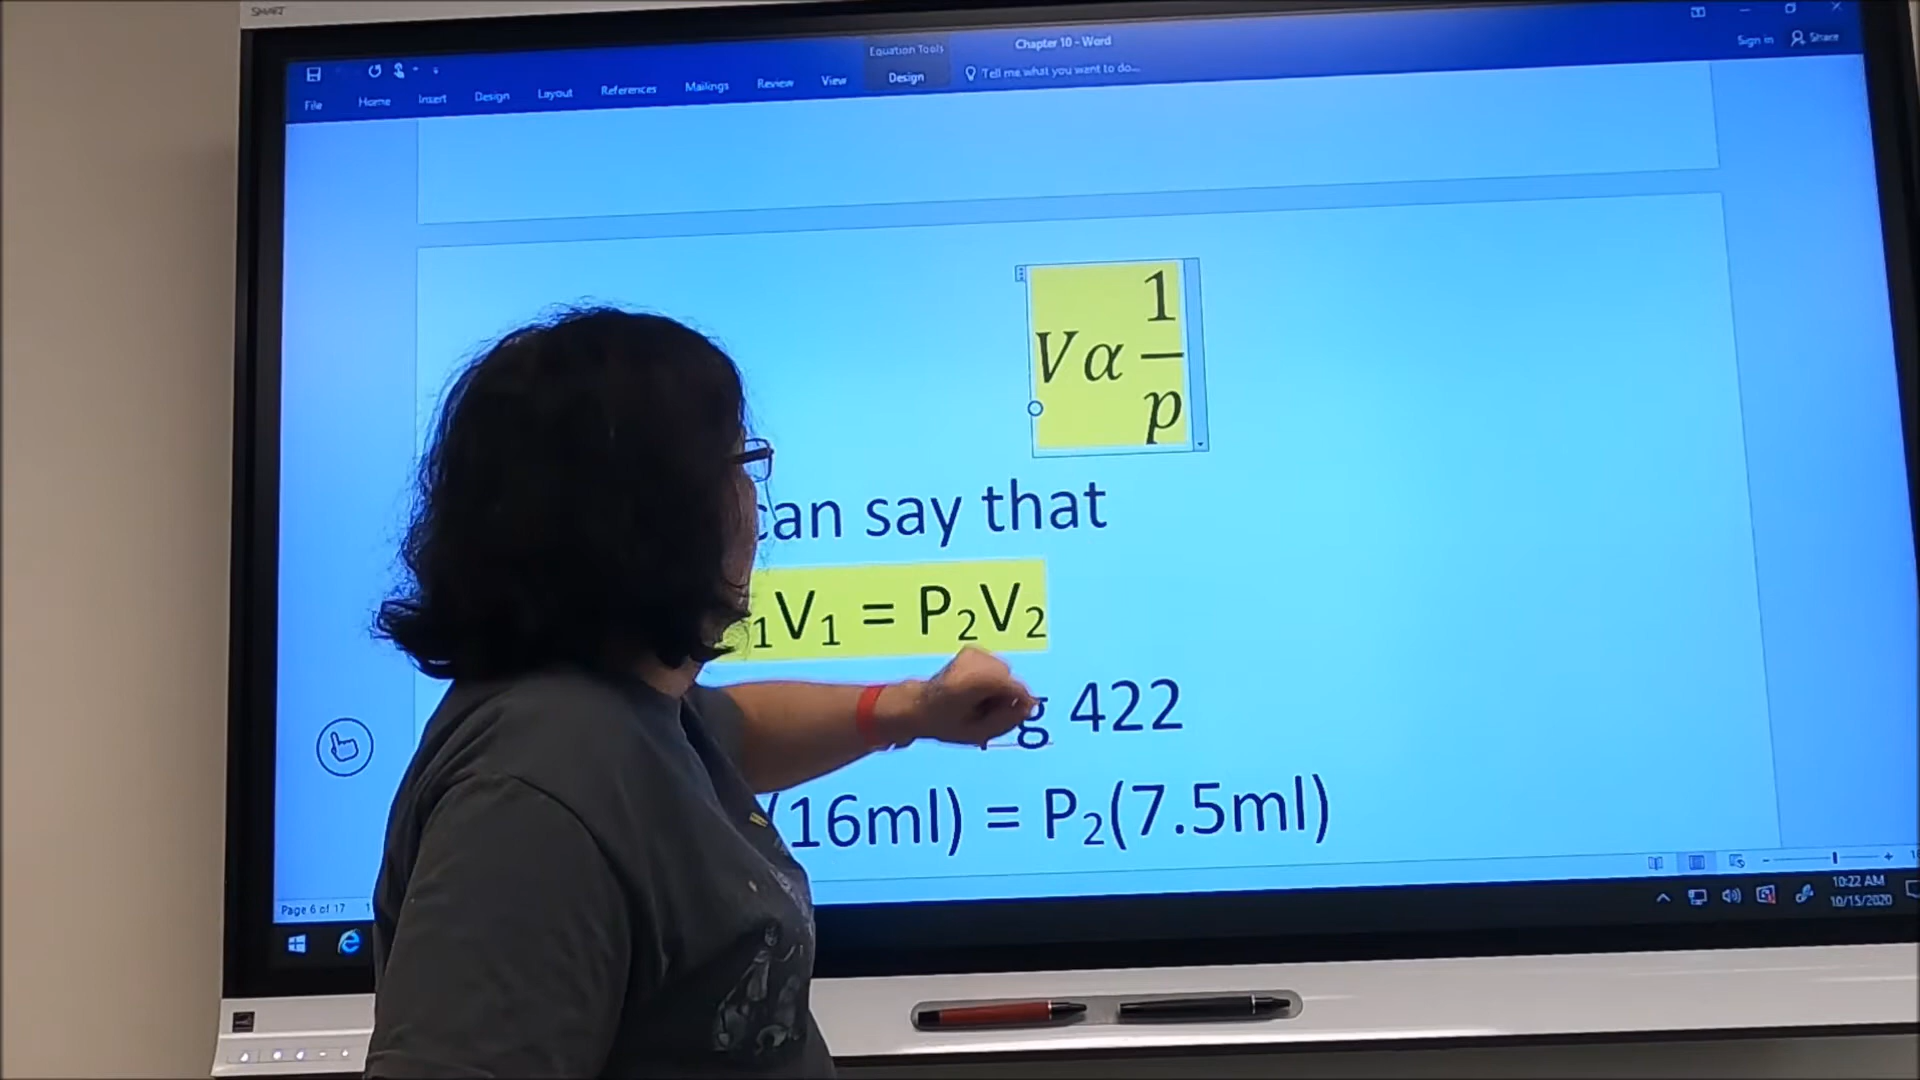 SMART
Equation Tools
Chapter 10 - Word
Sign in Share
File Home Insert Design Layout References Mailings Review View Design Tell me what you want to do...
V α 1/p
can say that
₁V₁ = P₂V₂
g 422
(16ml) = P₂(7.5ml)
Page 6 of 17
10:22 AM
10/15/2020